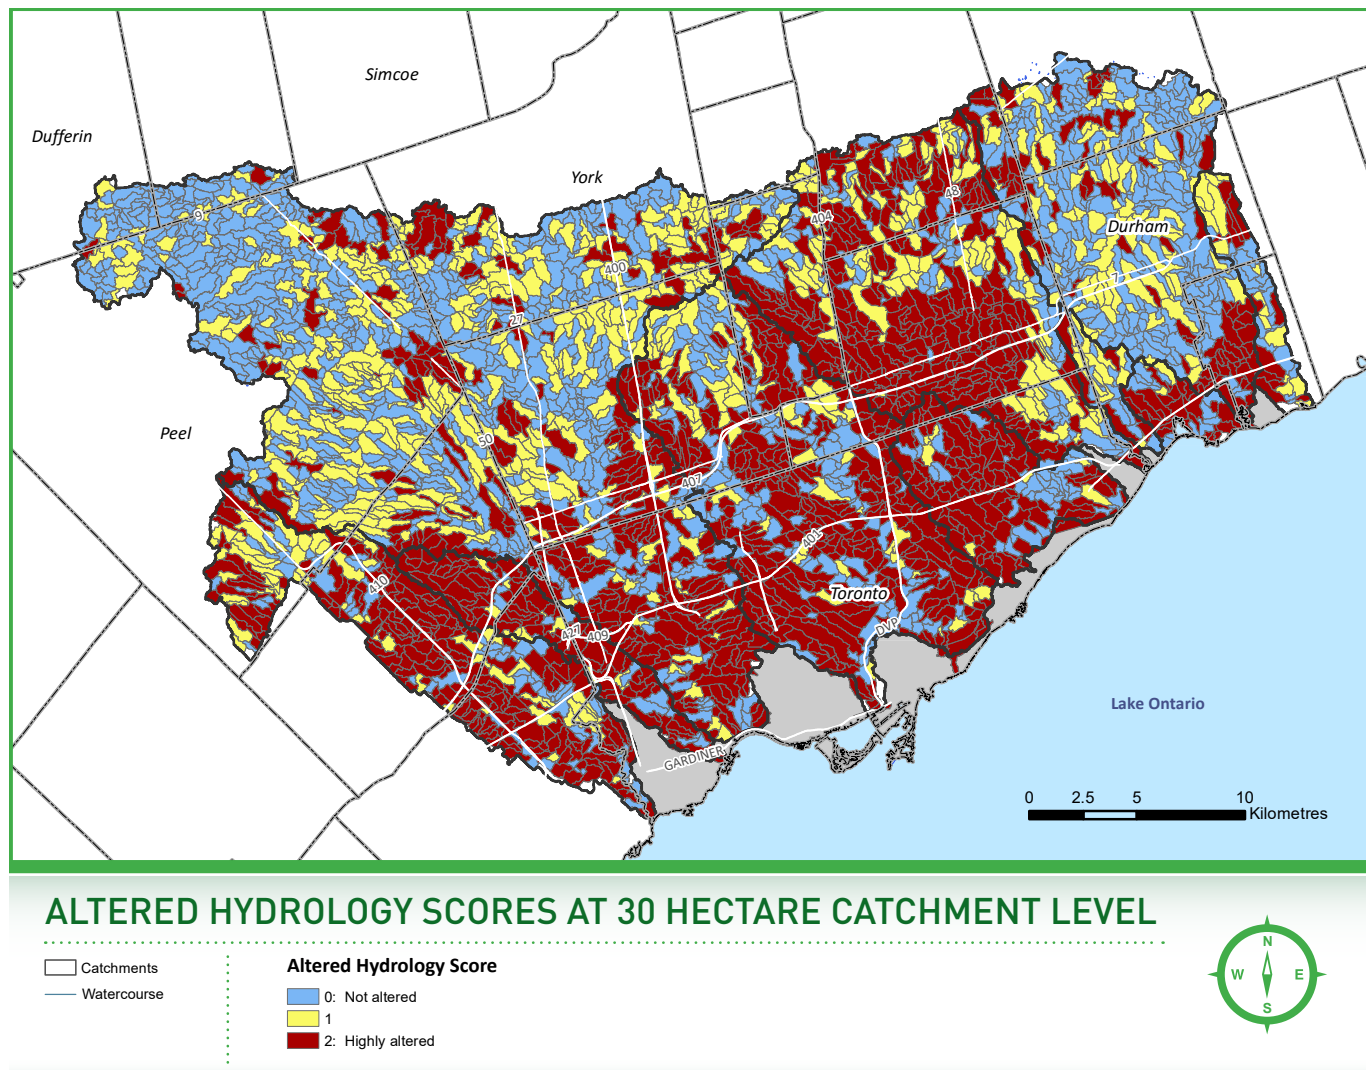 Simcoe
Dufferin
York
9
48
404
Durham
400
7
27
Peel
50
407
401
410
Toronto
427
409
DVP
Lake Ontario
GARDINER
0 2.5 5 10
Kilometres
ALTERED HYDROLOGY SCORES AT 30 HECTARE CATCHMENT LEVEL
Catchments
Watercourse
Altered Hydrology Score
0: Not altered
1
2: Highly altered
N
W E
S